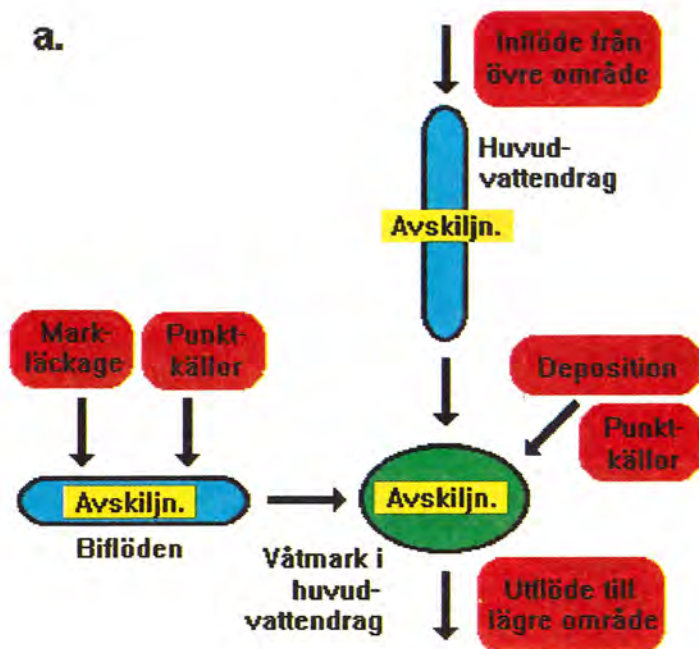 a.
Inflöde från
övre område
Huvud-
vattendrag
Avskiljn.
Mark-
läckage
Punkt-
källor
Deposition
Punkt-
källor
Avskiljn.
Biflöden
Avskiljn.
Våtmark i
huvud-
vattendrag
Utflöde till
lägre område